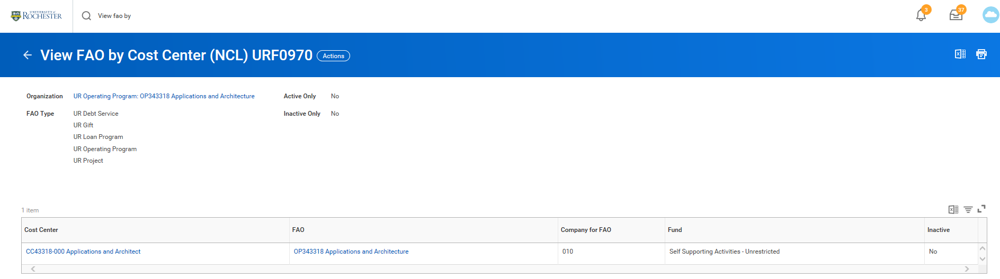 UNIVERSITY of
ROCHESTER
View fao by
3
37
View FAO by Cost Center (NCL) URF0970 Actions
Organization UR Operating Program: OP343318 Applications and Architecture Active Only No
FAO Type UR Debt Service Inactive Only No
UR Gift
UR Loan Program
UR Operating Program
UR Project
1 item
Cost Center FAO Company for FAO Fund Inactive
CC43318-000 Applications and Architect OP343318 Applications and Architecture 010 Self Supporting Activities - Unrestricted No